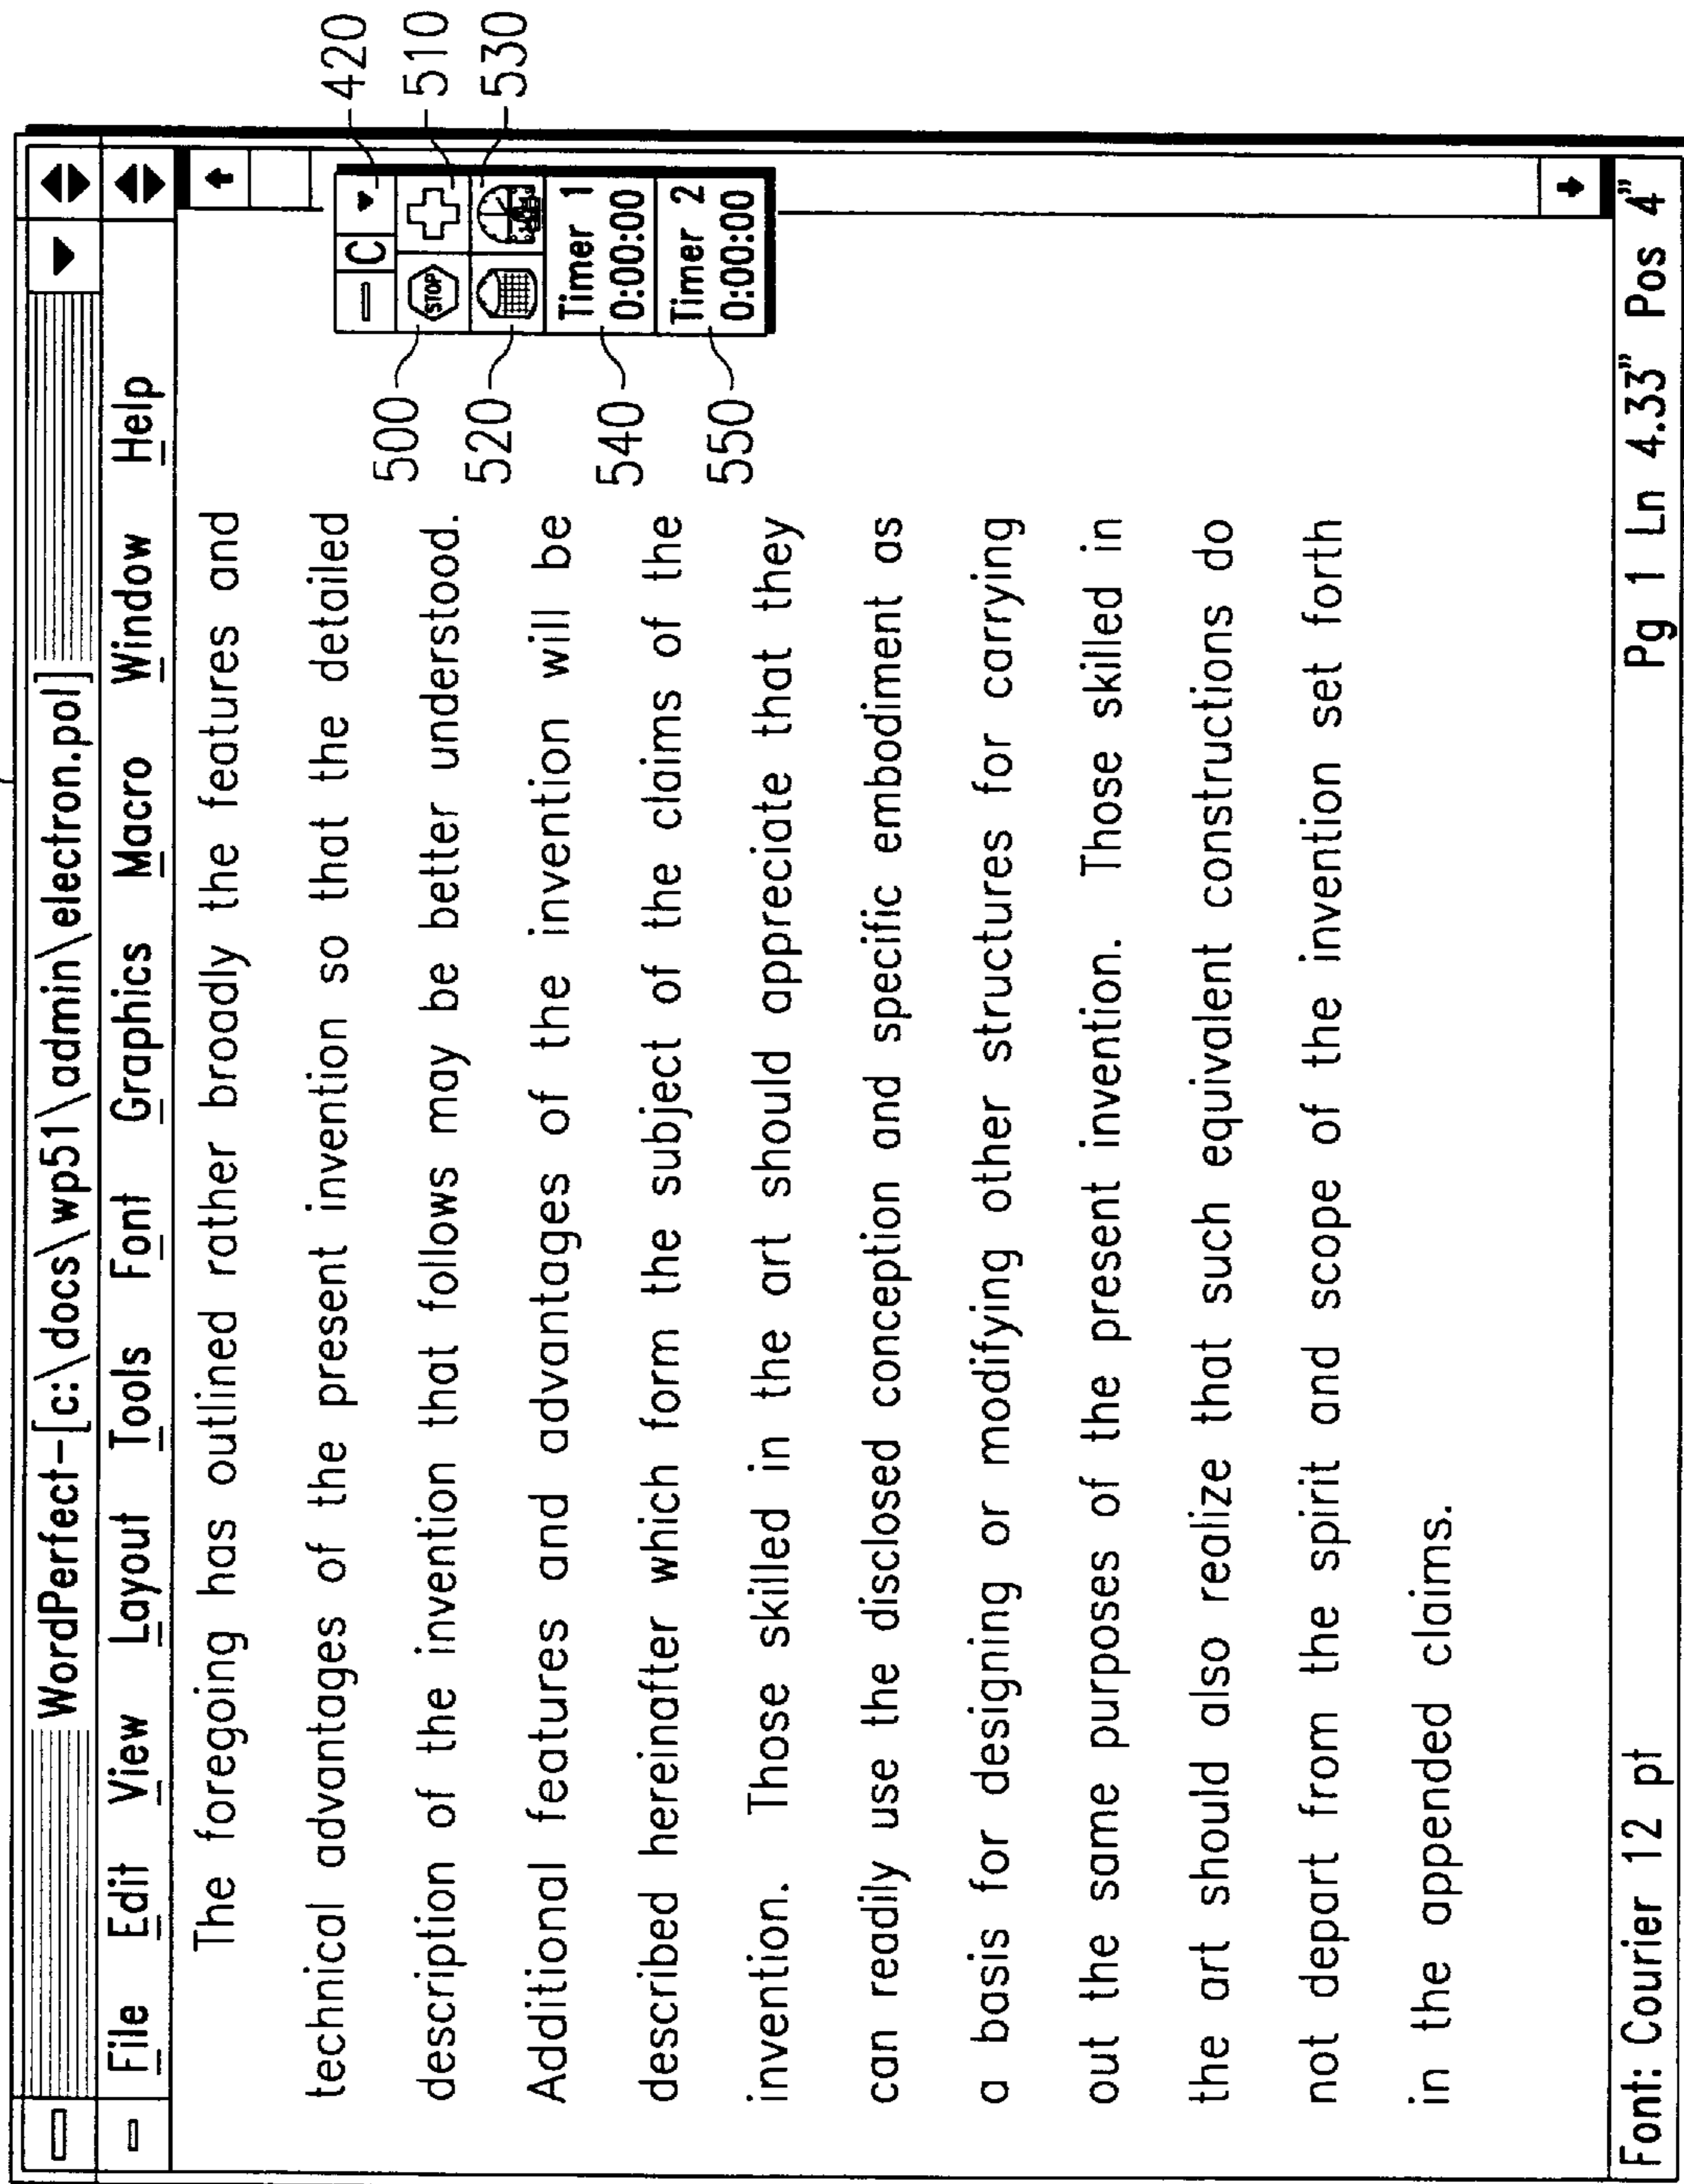 WordPerfect-[c:\docs\wp51\admin\electron.pol]
File Edit View Layout Tools Font Graphics Macro Window Help
The foregoing has outlined rather broadly the features and
technical advantages of the present invention so that the detailed
description of the invention that follows may be better understood.
Additional features and advantages of the invention will be
described hereinafter which form the subject of the claims of the
invention. Those skilled in the art should appreciate that they
can readily use the disclosed conception and specific embodiment as
a basis for designing or modifying other structures for carrying
out the same purposes of the present invention. Those skilled in
the art should also realize that such equivalent constructions do
not depart from the spirit and scope of the invention set forth
in the appended claims.
C
420
500
STOP
510
520
530
540
Timer 1
0:00:00
550
Timer 2
0:00:00
Font: Courier 12 pt Pg 1 Ln 4.33" Pos 4"